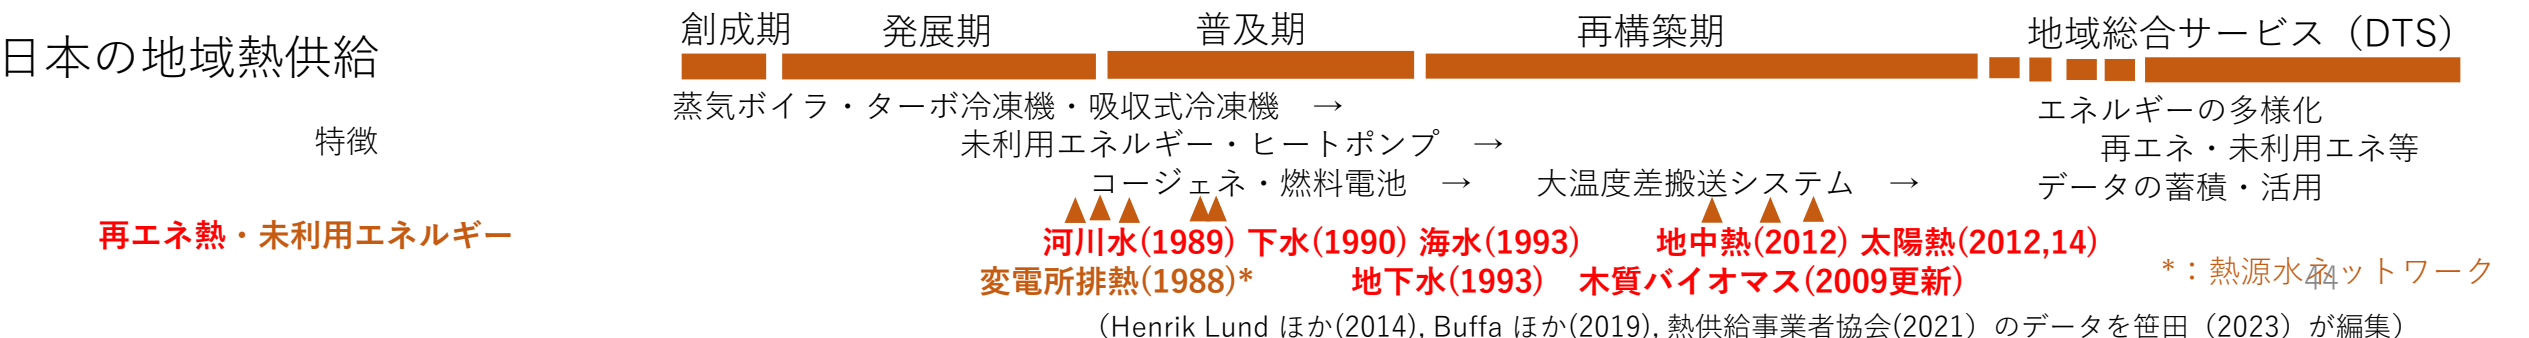 創成期 発展期 普及期 再構築期 地域総合サービス（DTS）
日本の地域熱供給
蒸気ボイラ・ターボ冷凍機・吸収式冷凍機 → エネルギーの多様化
特徴 未利用エネルギー・ヒートポンプ → 再エネ・未利用エネ等
コージェネ・燃料電池 → 大温度差搬送システム → データの蓄積・活用
再エネ熱・未利用エネルギー 河川水(1989) 下水(1990) 海水(1993) 地中熱(2012) 太陽熱(2012,14)
変電所排熱(1988)* 地下水(1993) 木質バイオマス(2009更新) *：熱源水ネットワーク
44
（Henrik Lund ほか(2014), Buffa ほか(2019), 熱供給事業者協会(2021）のデータを笹田（2023）が編集）